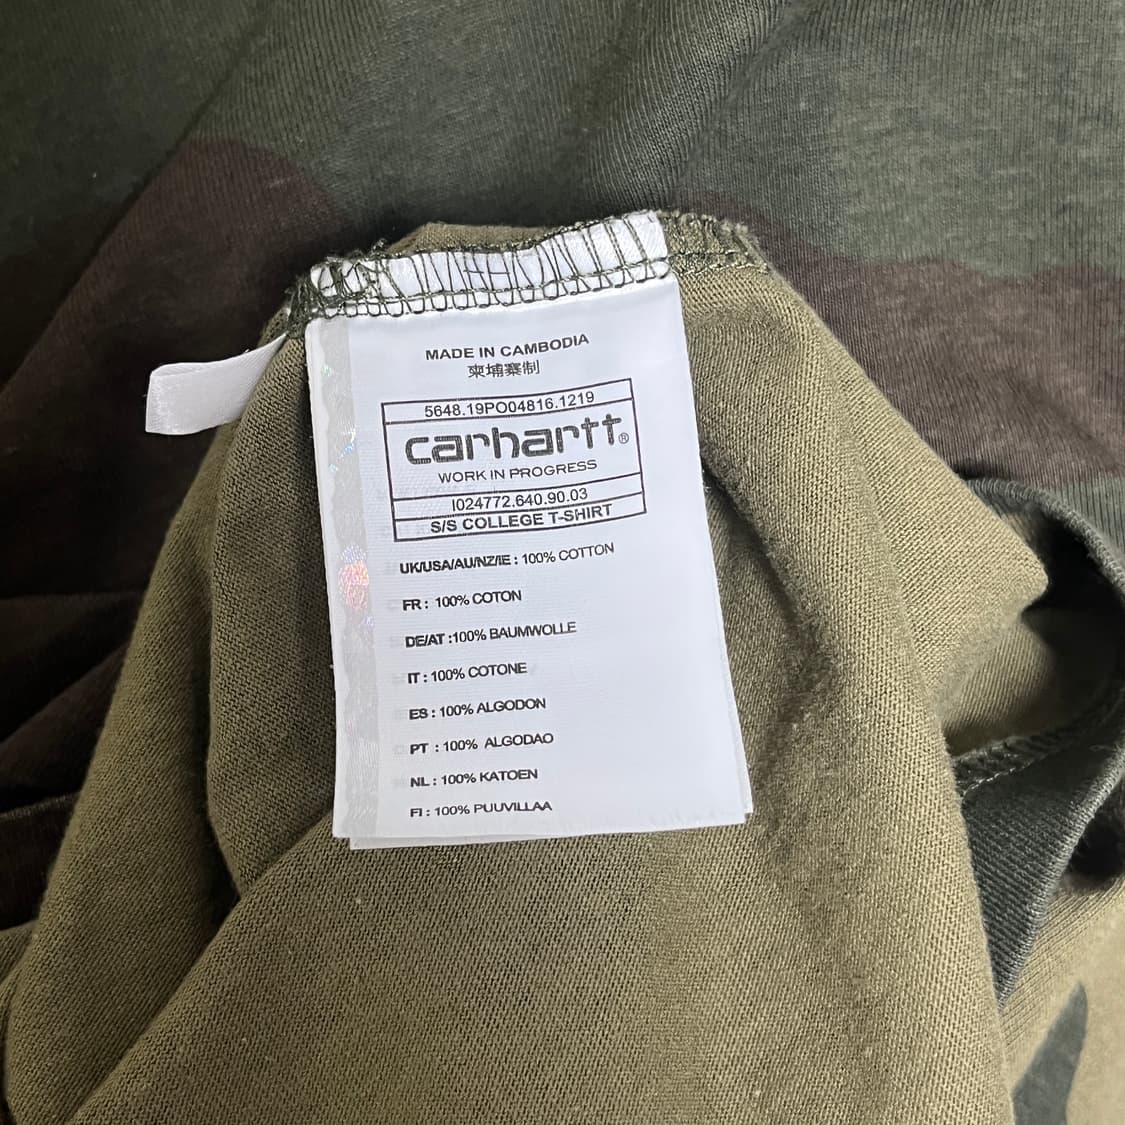 MADE IN CAMBODIA
柬埔寨制
5648.19PO04816.1219
carhartt®
WORK IN PROGRESS
I024772.640.90.03
S/S COLLEGE T-SHIRT
UK/USA/AU/NZ/IE : 100% COTTON
FR : 100% COTON
DE/AT :100% BAUMWOLLE
IT : 100% COTONE
ES : 100% ALGODON
PT : 100% ALGODAO
NL : 100% KATOEN
FI : 100% PUUVILLAA